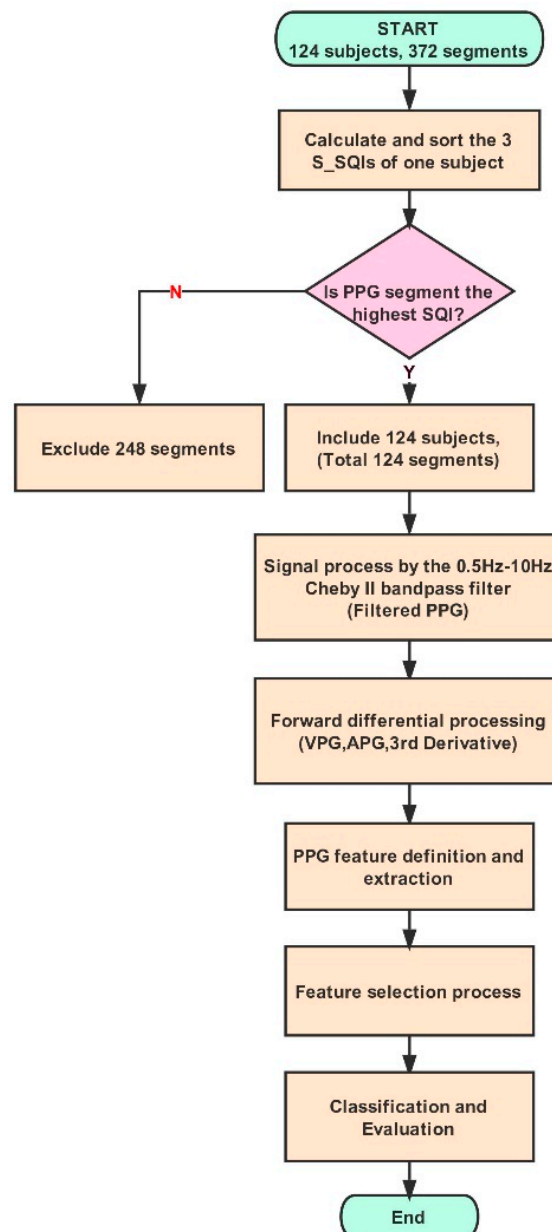 START
124 subjects, 372 segments
Calculate and sort the 3
S_SQIs of one subject
Is PPG segment the
highest SQI?
N
Y
Exclude 248 segments
Include 124 subjects,
(Total 124 segments)
Signal process by the 0.5Hz-10Hz
Cheby II bandpass filter
(Filtered PPG)
Forward differential processing
(VPG,APG,3rd Derivative)
PPG feature definition and
extraction
Feature selection process
Classification and
Evaluation
End